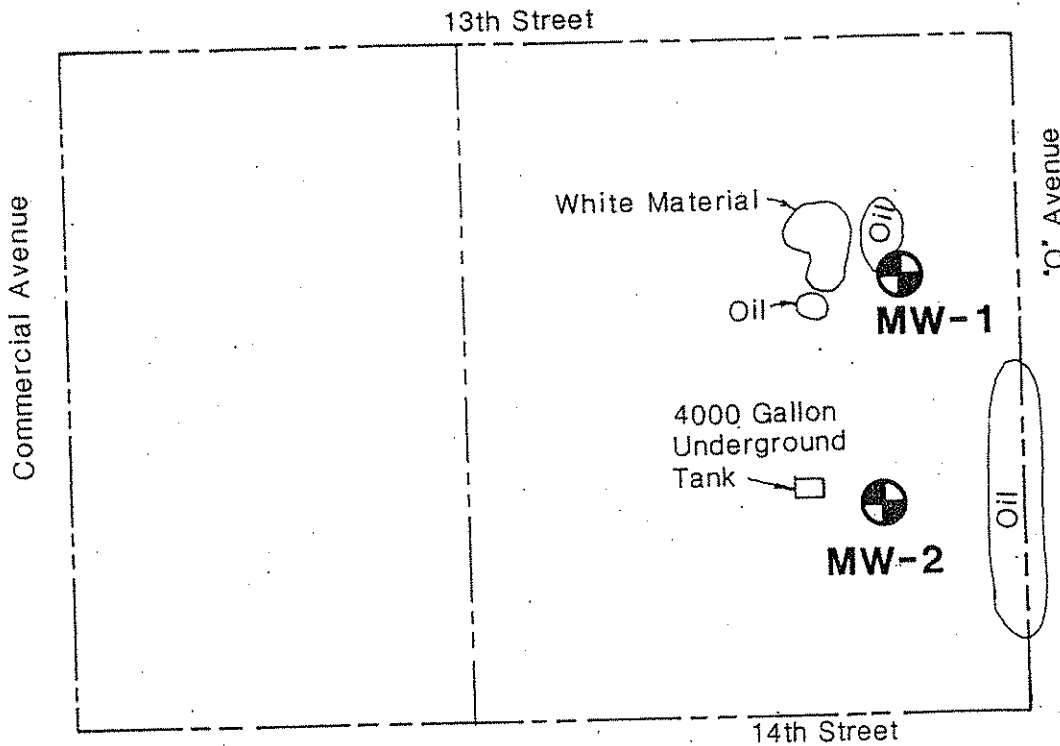 13th Street
Commercial Avenue
"O" Avenue
White Material
Oil
Oil
MW-1
4000 Gallon
Underground
Tank
MW-2
Oil
14th Street